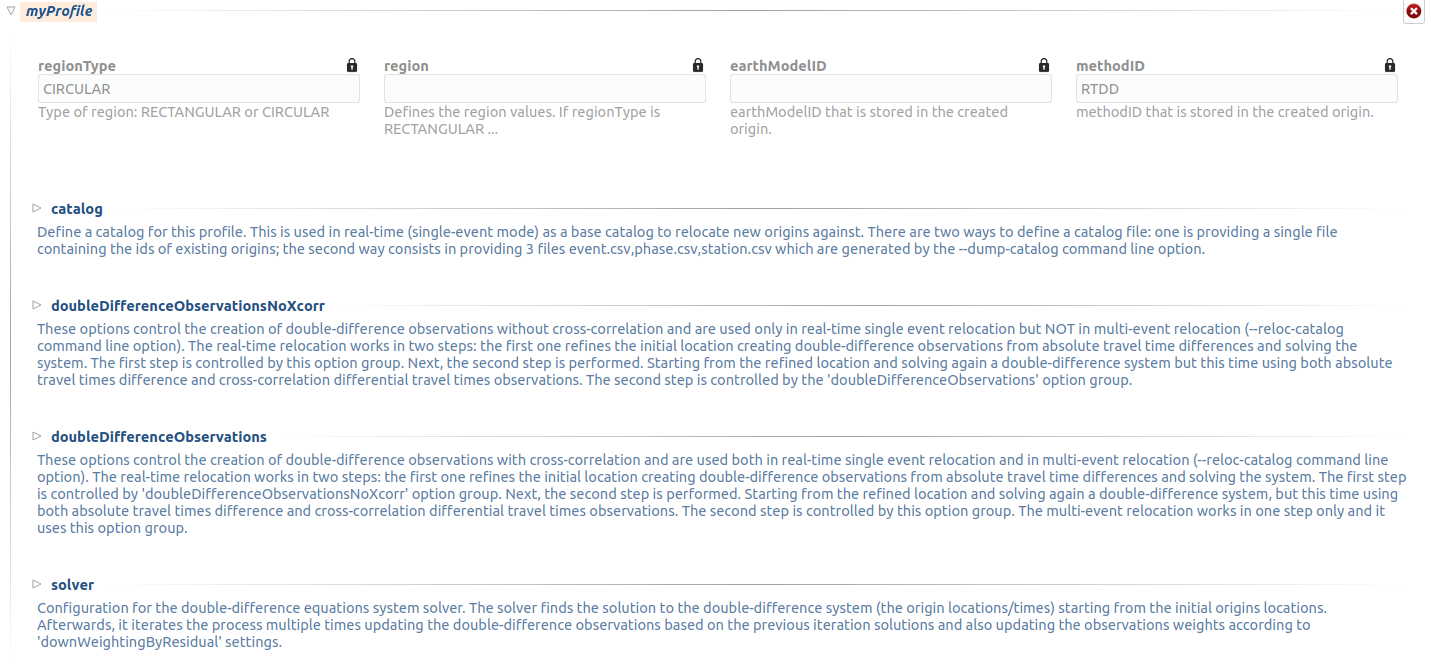 myProfile
regionType
region
earthModelID
methodID
CIRCULAR
RTDD
Type of region: RECTANGULAR or CIRCULAR
Defines the region values. If regionType is
RECTANGULAR ...
earthModelID that is stored in the created
origin.
methodID that is stored in the created origin.
catalog
Define a catalog for this profile. This is used in real-time (single-event mode) as a base catalog to relocate new origins against. There are two ways to define a catalog file: one is providing a single file
containing the ids of existing origins; the second way consists in providing 3 files event.csv,phase.csv,station.csv which are generated by the --dump-catalog command line option.
doubleDifferenceObservationsNoXcorr
These options control the creation of double-difference observations without cross-correlation and are used only in real-time single event relocation but NOT in multi-event relocation (--reloc-catalog
command line option). The real-time relocation works in two steps: the first one refines the initial location creating double-difference observations from absolute travel time differences and solving the
system. The first step is controlled by this option group. Next, the second step is performed. Starting from the refined location and solving again a double-difference system but this time using both absolute
travel times difference and cross-correlation differential travel times observations. The second step is controlled by the 'doubleDifferenceObservations' option group.
doubleDifferenceObservations
These options control the creation of double-difference observations with cross-correlation and are used both in real-time single event relocation and in multi-event relocation (--reloc-catalog command line
option). The real-time relocation works in two steps: the first one refines the initial location creating double-difference observations from absolute travel time differences and solving the system. The first step
is controlled by 'doubleDifferenceObservationsNoXcorr' option group. Next, the second step is performed. Starting from the refined location and solving again a double-difference system, but this time using
both absolute travel times difference and cross-correlation differential travel times observations. The second step is controlled by this option group. The multi-event relocation works in one step only and it
uses this option group.
solver
Configuration for the double-difference equations system solver. The solver finds the solution to the double-difference system (the origin locations/times) starting from the initial origins locations.
Afterwards, it iterates the process multiple times updating the double-difference observations based on the previous iteration solutions and also updating the observations weights according to
'downWeightingByResidual' settings.